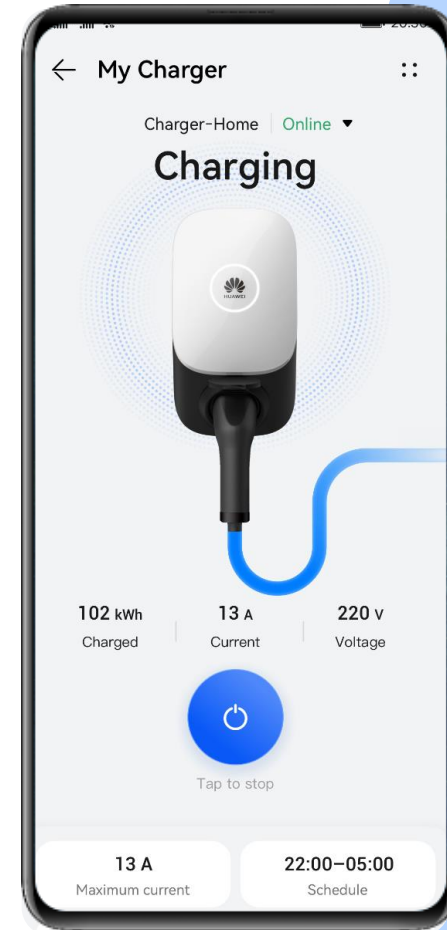 My Charger
Charger-Home Online
Charging
HUAWEI
102 kWh 13 A 220 V
Charged Current Voltage
Tap to stop
13 A 22:00–05:00
Maximum current Schedule